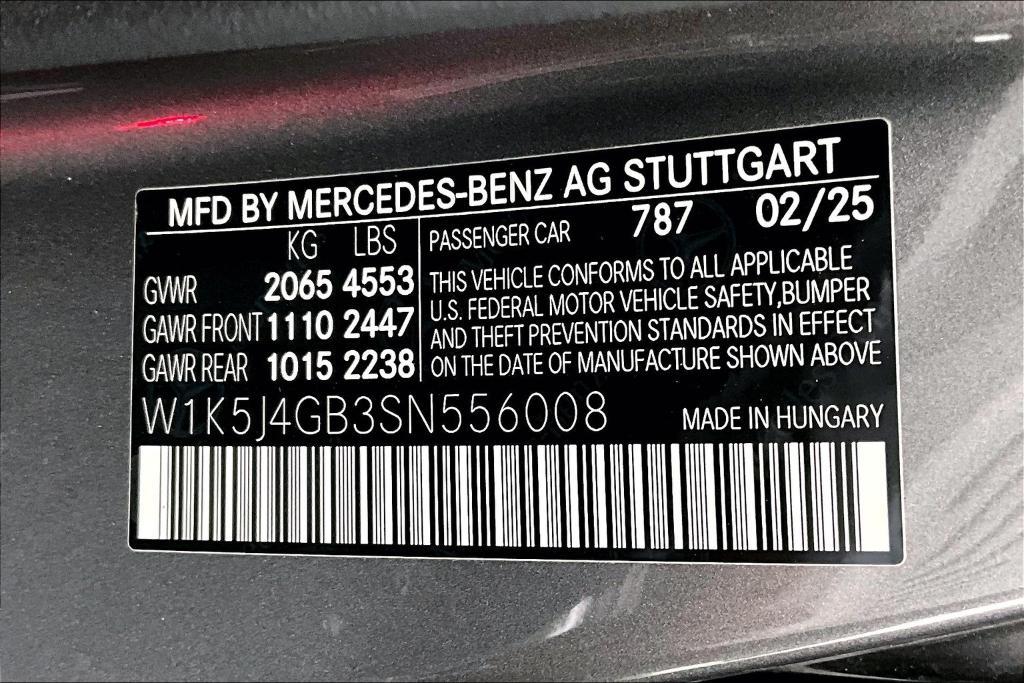 MFD BY MERCEDES-BENZ AG STUTTGART
KG LBS
GVWR 2065 4553
GAWR FRONT 1110 2447
GAWR REAR 1015 2238
PASSENGER CAR 787 02/25
THIS VEHICLE CONFORMS TO ALL APPLICABLE
U.S. FEDERAL MOTOR VEHICLE SAFETY,BUMPER
AND THEFT PREVENTION STANDARDS IN EFFECT
ON THE DATE OF MANUFACTURE SHOWN ABOVE
W1K5J4GB3SN556008 MADE IN HUNGARY